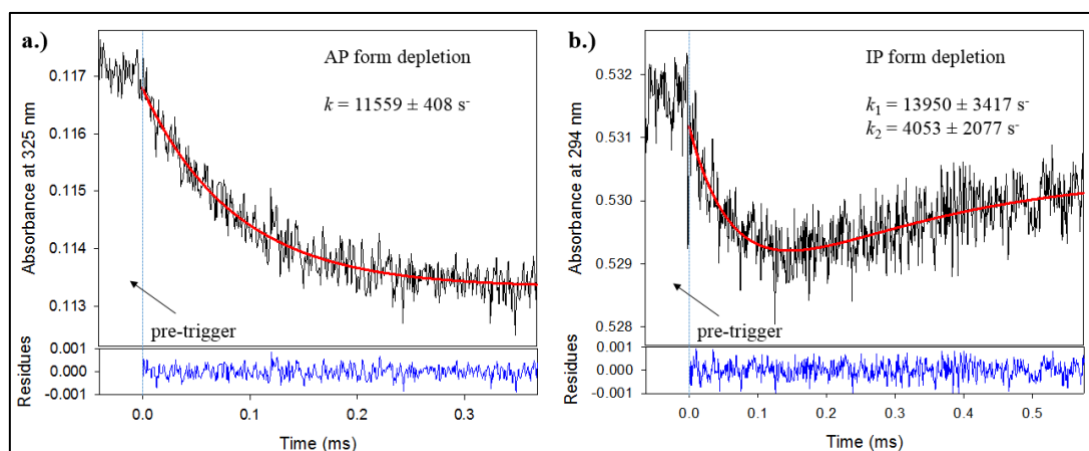 a.)
AP form depletion
k = 11559 ± 408 s⁻
Absorbance at 325 nm
0.117
0.116
0.115
0.114
0.113
pre-trigger
Residues
0.001
0.000
-0.001
0.0 0.1 0.2 0.3
Time (ms)
b.)
IP form depletion
k₁ = 13950 ± 3417 s⁻
k₂ = 4053 ± 2077 s⁻
Absorbance at 294 nm
0.532
0.531
0.530
0.529
0.528
pre-trigger
Residues
0.001
0.000
-0.001
0.0 0.1 0.2 0.3 0.4 0.5
Time (ms)